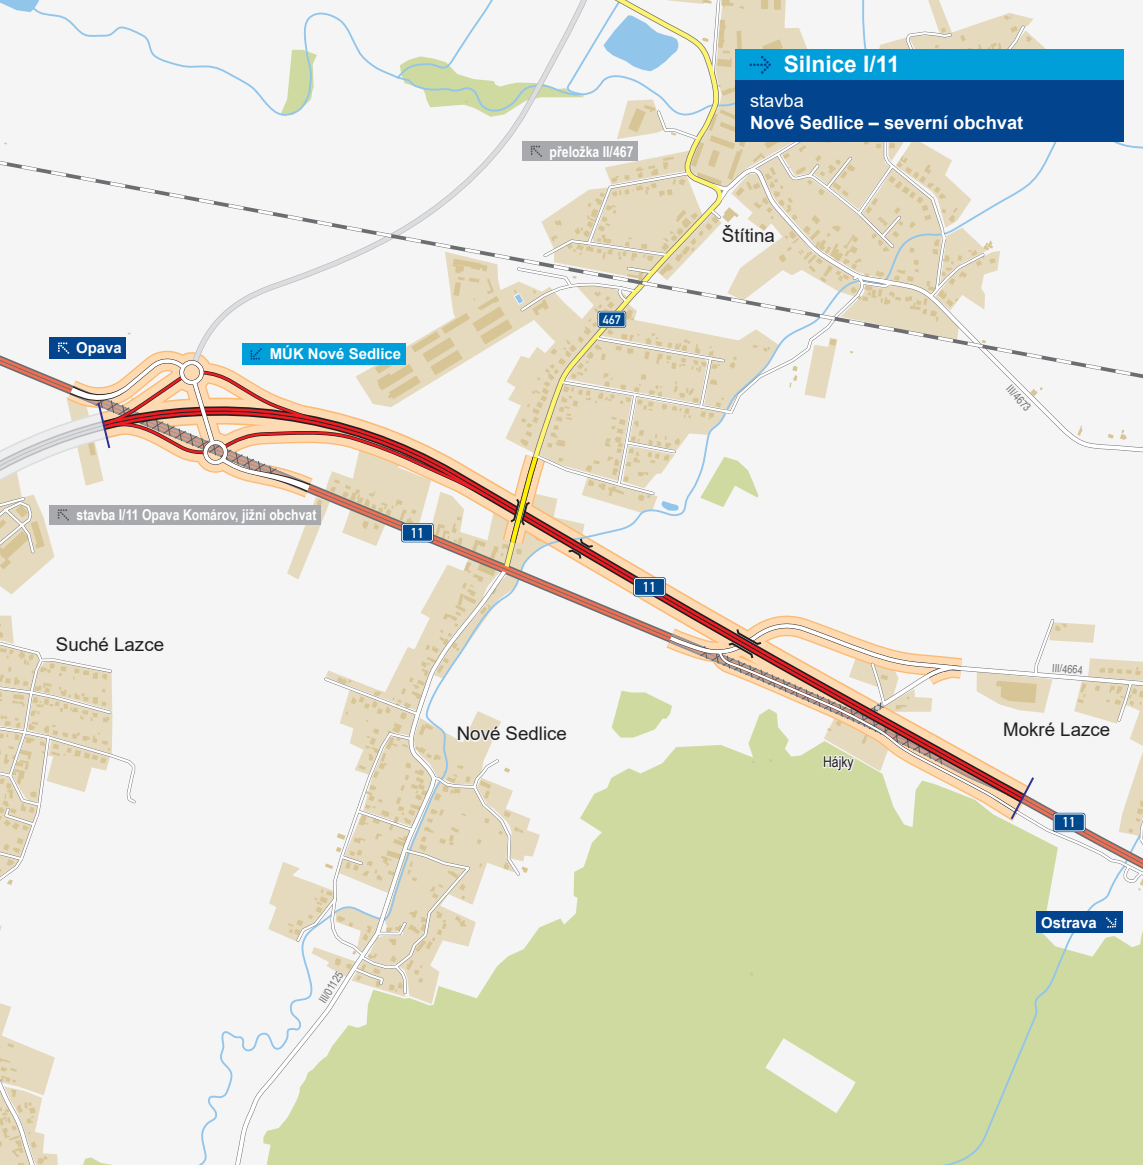 Silnice I/11
stavba
Nové Sedlice – severní obchvat
přeložka II/467
Štítina
467
Opava
MÚK Nové Sedlice
III/4673
stavba I/11 Opava Komárov, jižní obchvat
11
11
Suché Lazce
III/4664
Nové Sedlice
Mokré Lazce
Hájky
11
Ostrava
III/01125